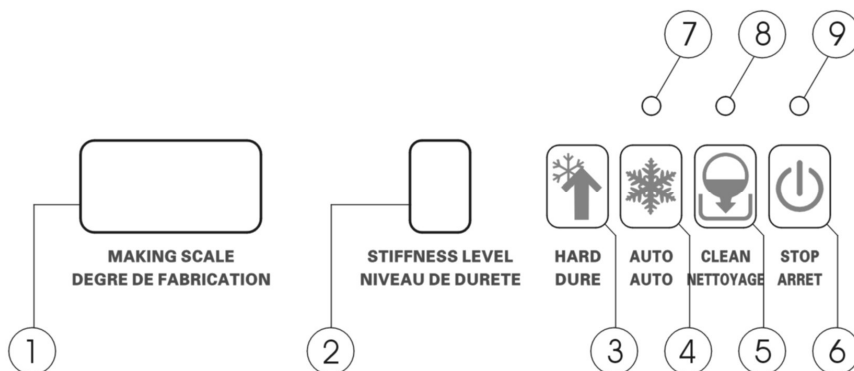 7 8 9
MAKING SCALE
DEGRE DE FABRICATION
STIFFNESS LEVEL
NIVEAU DE DURETE
HARD
DURE
AUTO
AUTO
CLEAN
NETTOYAGE
STOP
ARRET
1 2 3 4 5 6